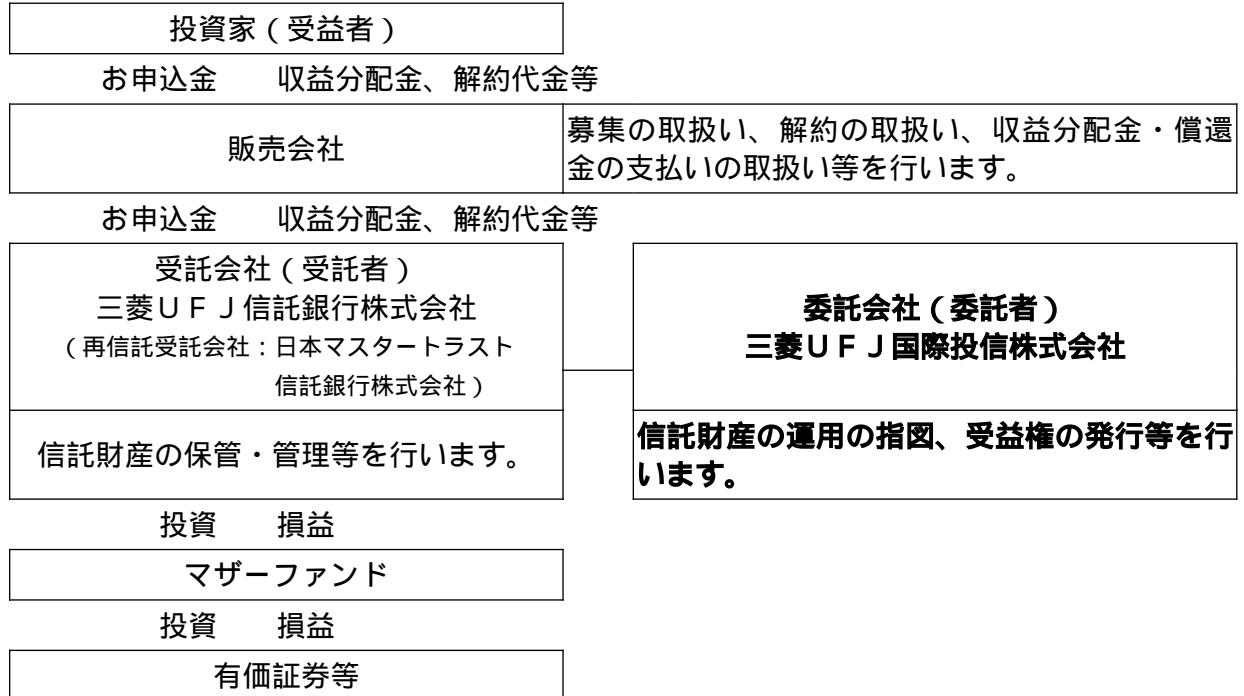 投資家（受益者）
お申込金　　収益分配金、解約代金等
販売会社
募集の取扱い、解約の取扱い、収益分配金・償還
金の支払いの取扱い等を行います。
お申込金　　収益分配金、解約代金等
受託会社（受託者）
三菱ＵＦＪ信託銀行株式会社
（再信託受託会社：日本マスタートラスト
信託銀行株式会社）
委託会社（委託者）
三菱ＵＦＪ国際投信株式会社
信託財産の保管・管理等を行います。
信託財産の運用の指図、受益権の発行等を行
います。
投資　　損益
マザーファンド
投資　　損益
有価証券等